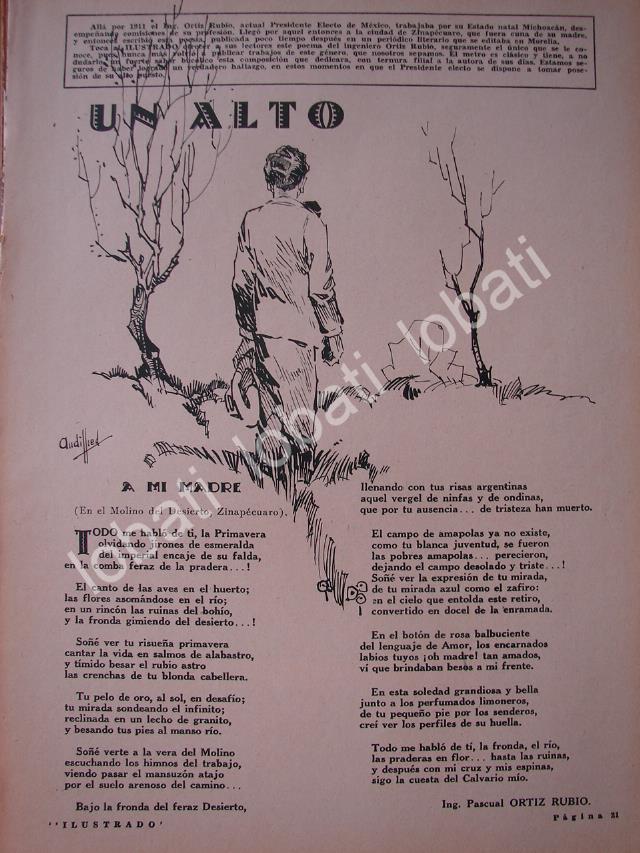 Allá por 1911 el Ing. Ortiz Rubio, actual Presidente Electo de México, trabajaba por su Estado natal Michoacán, des-
empeñando comisiones de su profesión. Llegó por aquel entonces a la ciudad de Zinapécuaro, que fuera cuna de su madre,
y entonces escribió esta poesía, publicada poco tiempo después en un periódico literario que se editaba en Morelia.
Toca a ILUSTRADO ofrecer a sus lectores este poema del ingeniero Ortiz Rubio, seguramente el único que se le co-
noce, pues nunca más volvió a publicar trabajos de este género, que nosotros sepamos. El metro es clásico y tiene, a no
dudarlo, un fuerte sabor bucólico esta composición que dedicara, con ternura filial a la autora de sus días. Estamos se-
guros de haber logrado un verdadero hallazgo, en estos momentos en que el Presidente electo se dispone a tomar pose-
sión de su alto puesto.
UN ALTO
Audiffred
A MI MADRE
(En el Molino del Desierto, Zinapécuaro).
TODO me habló de ti, la Primavera
olvidando jirones de esmeralda
del imperial encaje de su falda,
en la comba feraz de la pradera...!
El canto de las aves en el huerto;
las flores asomándose en el río;
en un rincón las ruinas del bohío,
y la fronda gimiendo del desierto...!
Soñé ver tu risueña primavera
cantar la vida en salmos de alabastro,
y tímido besar el rubio astro
las crenchas de tu blonda cabellera.
Tu pelo de oro, al sol, en desafío;
tu mirada sondeando el infinito;
reclinada en un lecho de granito,
y besando tus pies al manso río.
Soñé verte a la vera del Molino
escuchando los himnos del trabajo,
viendo pasar el mansuzón atajo
por el suelo arenoso del camino...
Bajo la fronda del feraz Desierto,
llenando con tus risas argentinas
aquel vergel de ninfas y de ondinas,
que por tu ausencia... de tristeza han muerto.
El campo de amapolas ya no existe,
como tu blanca juventud, se fueron
las pobres amapolas... perecieron,
dejando el campo desolado y triste...!
Soñé ver la expresión de tu mirada,
de tu mirada azul como el zafiro:
en el cielo que entolda este retiro,
convertido en docel de la enramada.
En el botón de rosa balbuciente
del lenguaje de Amor, los encarnados
labios tuyos ¡oh madre! tan amados,
ví que brindaban besos a mi frente.
En esta soledad grandiosa y bella
junto a los perfumados limoneros,
de tu pequeño pie por los senderos,
creí ver los perfiles de su huella.
Todo me habló de tí, la fronda, el río,
las praderas en flor... hasta las ruinas,
y después con mi cruz y mis espinas,
sigo la cuesta del Calvario mío.
Ing. Pascual ORTIZ RUBIO.
"ILUSTRADO"
Página 21
lobati lobati lobati lobati lobati